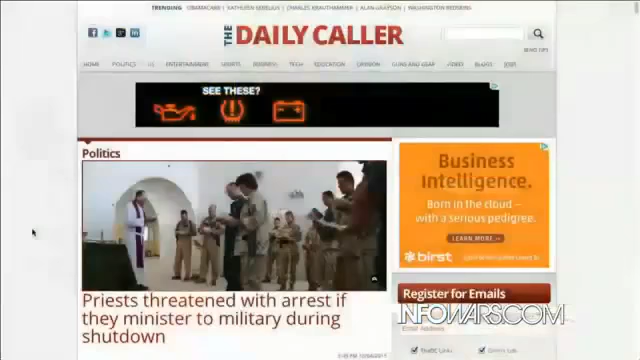 TRENDING OBAMACARE | KATHLEEN SEBELIUS | CHARLES KRAUTHAMMER | ALAN GRAYSON | WASHINGTON REDSKINS
THE DAILY CALLER
SEND TIPS
HOME POLITICS US ENTERTAINMENT SPORTS BUSINESS TECH EDUCATION OPINION GUNS AND GEAR VIDEO BLOGS
SEE THESE?
Politics
Business
Intelligence.
Born in the cloud —
with a serious pedigree.
LEARN MORE
birst
Priests threatened with arrest if
they minister to military during
shutdown
Register for Emails
INFOWARS.COM
Email Address